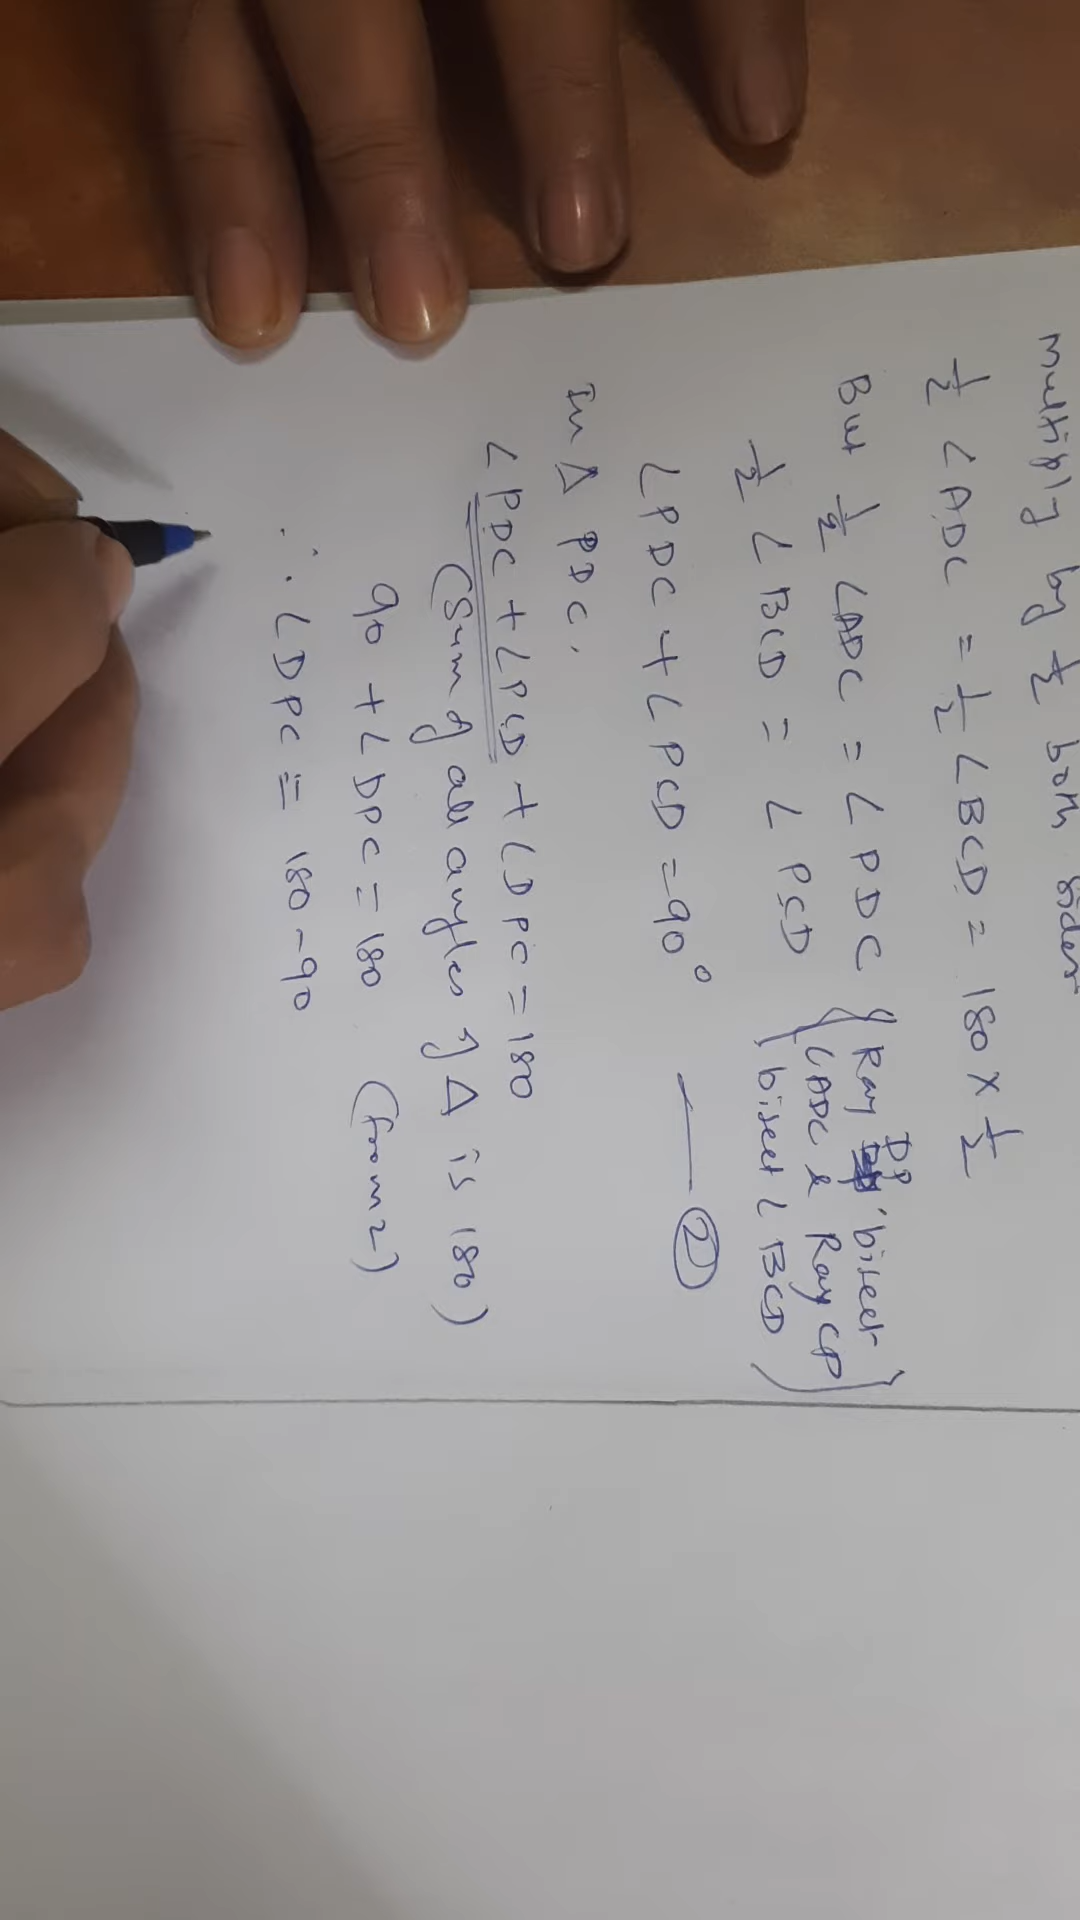 multiply by 1/2 both sides
1/2 ∠ADC = 1/2 ∠BCD = 180 × 1/2
But 1/2 ∠ADC = ∠PDC { Ray DP bisect
1/2 ∠BCD = ∠PCD ∠ADC & Ray CP
bisect ∠BCD }
∠PDC + ∠PCD = 90° — ②
In Δ PDC,
∠PDC + ∠PCD + ∠DPC = 180
(Sum of all angles of Δ is 180)
90 + ∠DPC = 180 (from 2)
∴ ∠DPC = 180 - 90